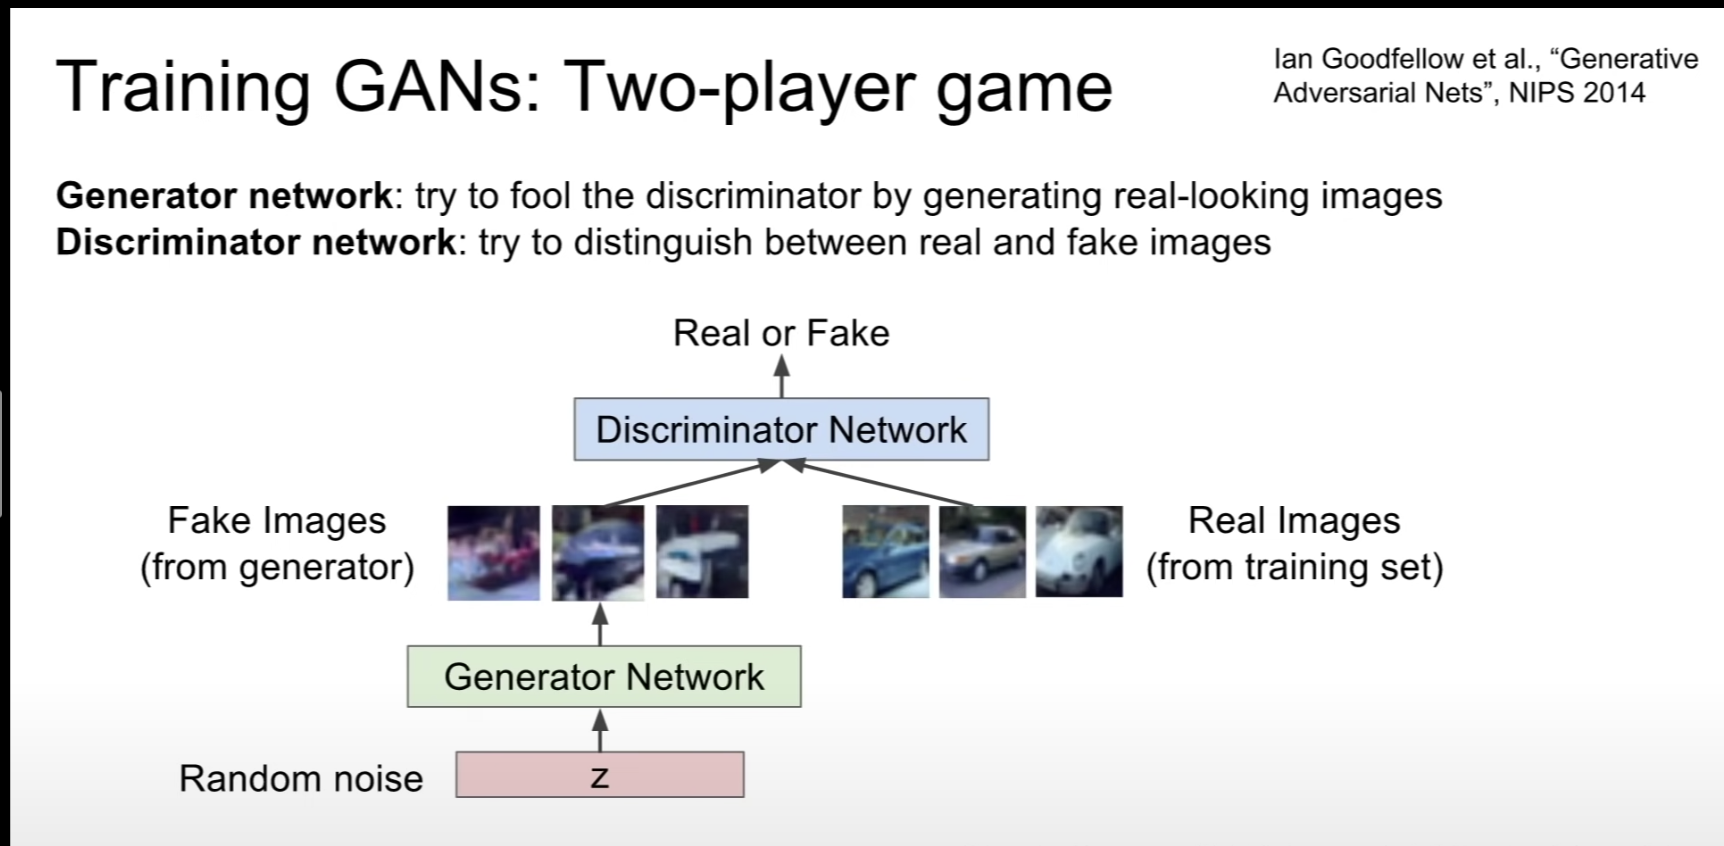 Training GANs: Two-player game
Ian Goodfellow et al., “Generative
Adversarial Nets”, NIPS 2014
Generator network: try to fool the discriminator by generating real-looking images
Discriminator network: try to distinguish between real and fake images
Real or Fake
Discriminator Network
Fake Images
(from generator)
Real Images
(from training set)
Generator Network
Random noise
z